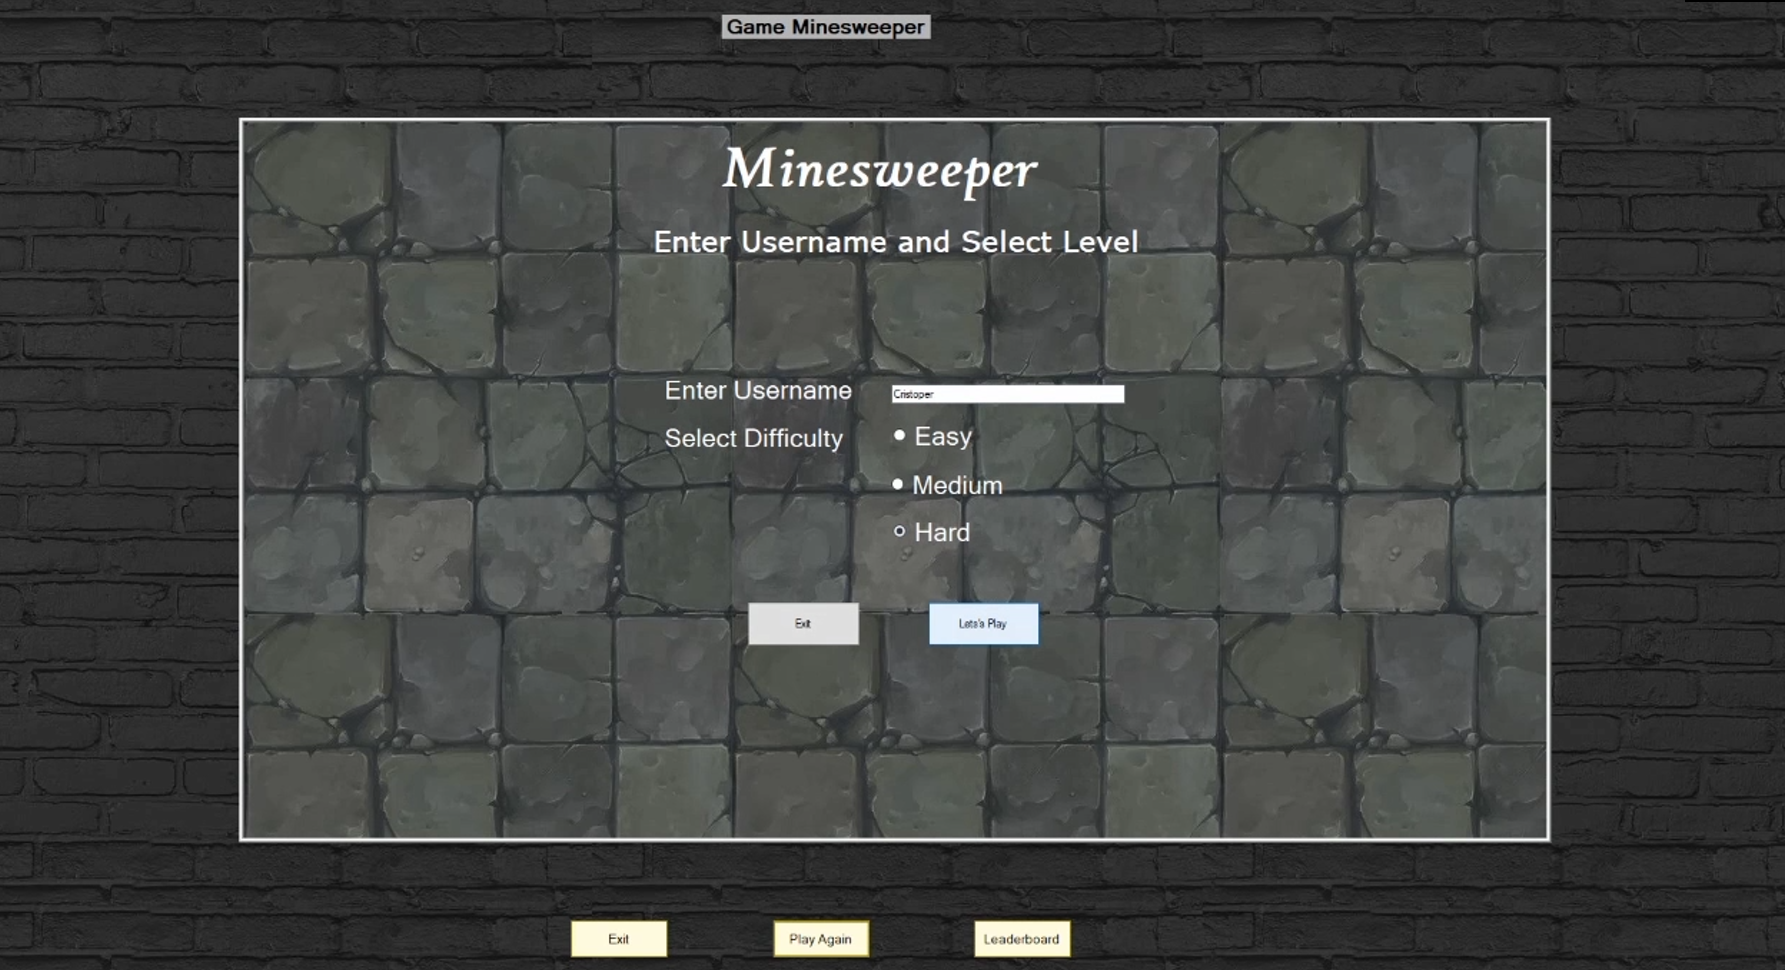 Game Minesweeper
Minesweeper
Enter Username and Select Level
Enter Username Cristoper
Select Difficulty Easy
Medium
Hard
Exit Lets's Play
Exit Play Again Leaderboard